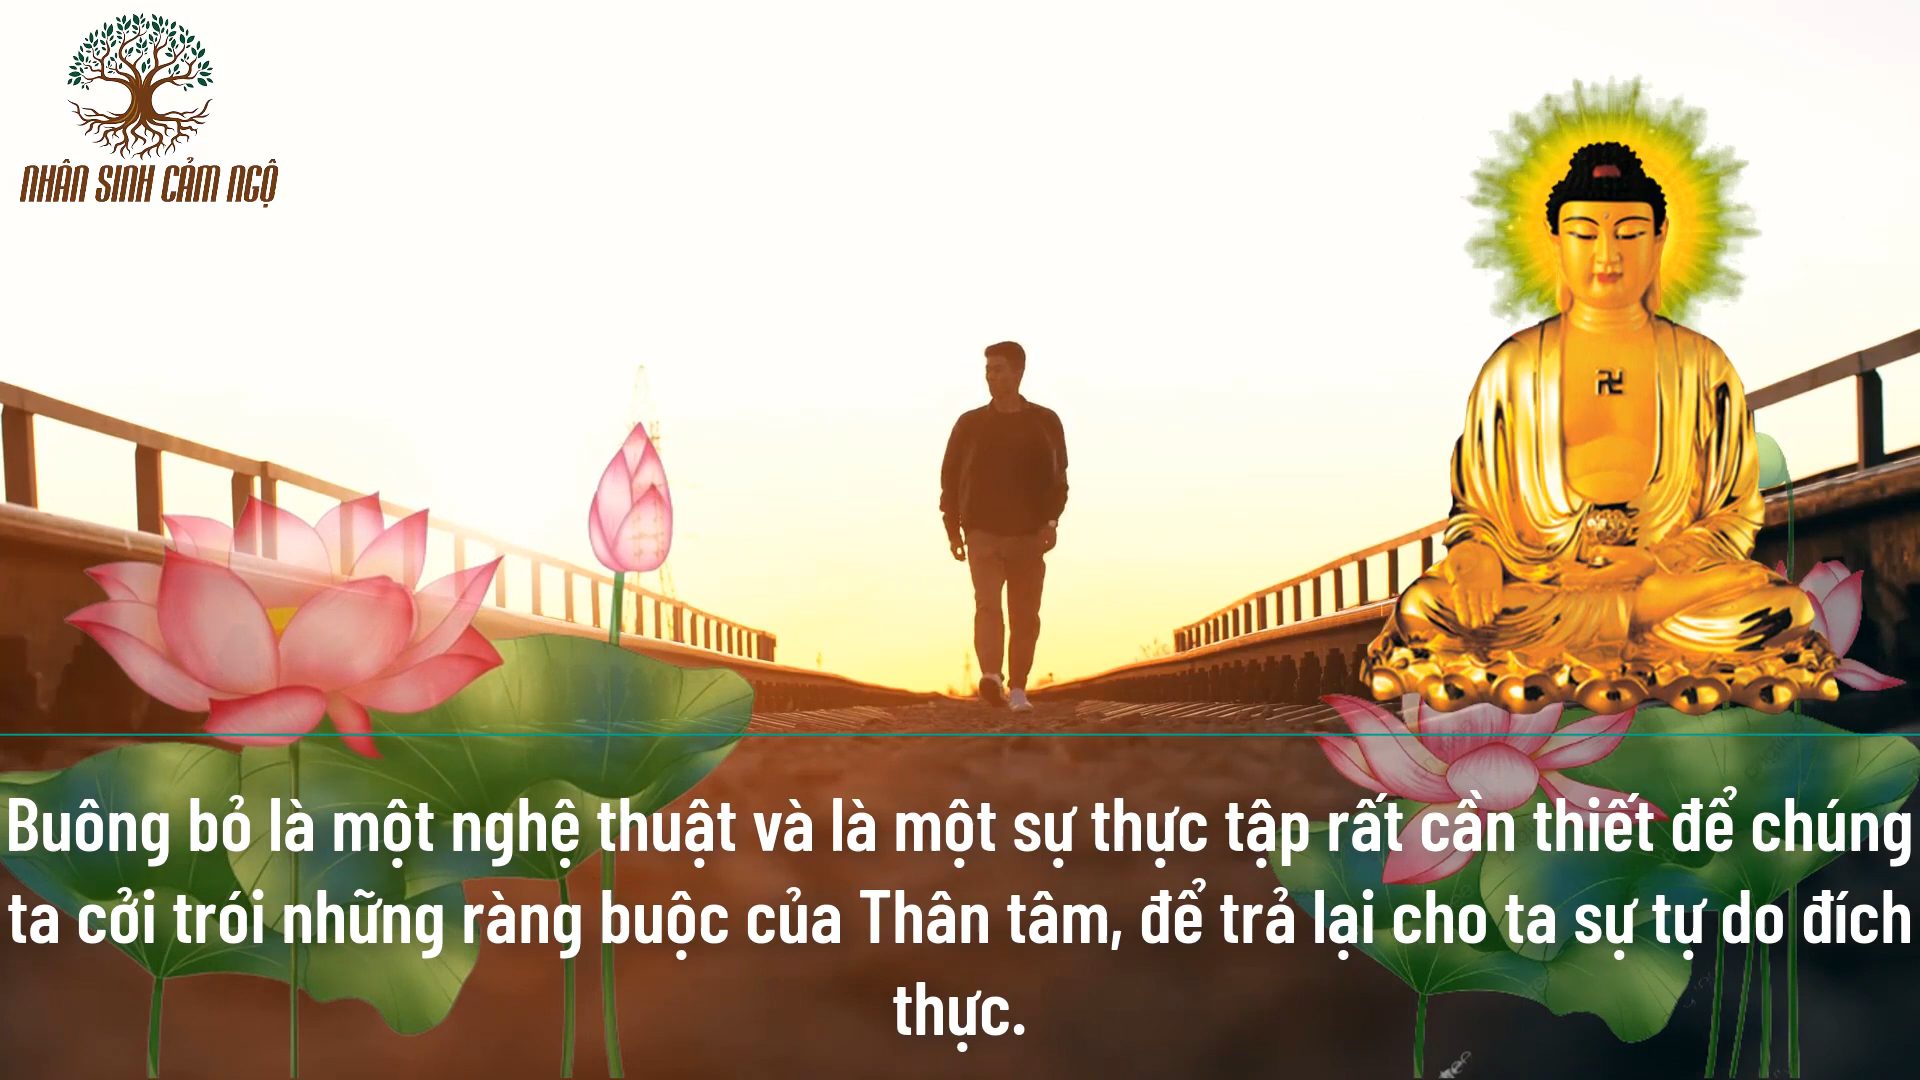 NHÂN SINH CẢM NGỘ
Buông bỏ là một nghệ thuật và là một sự thực tập rất cần thiết để chúng
ta cởi trói những ràng buộc của Thân tâm, để trả lại cho ta sự tự do đích
thực.